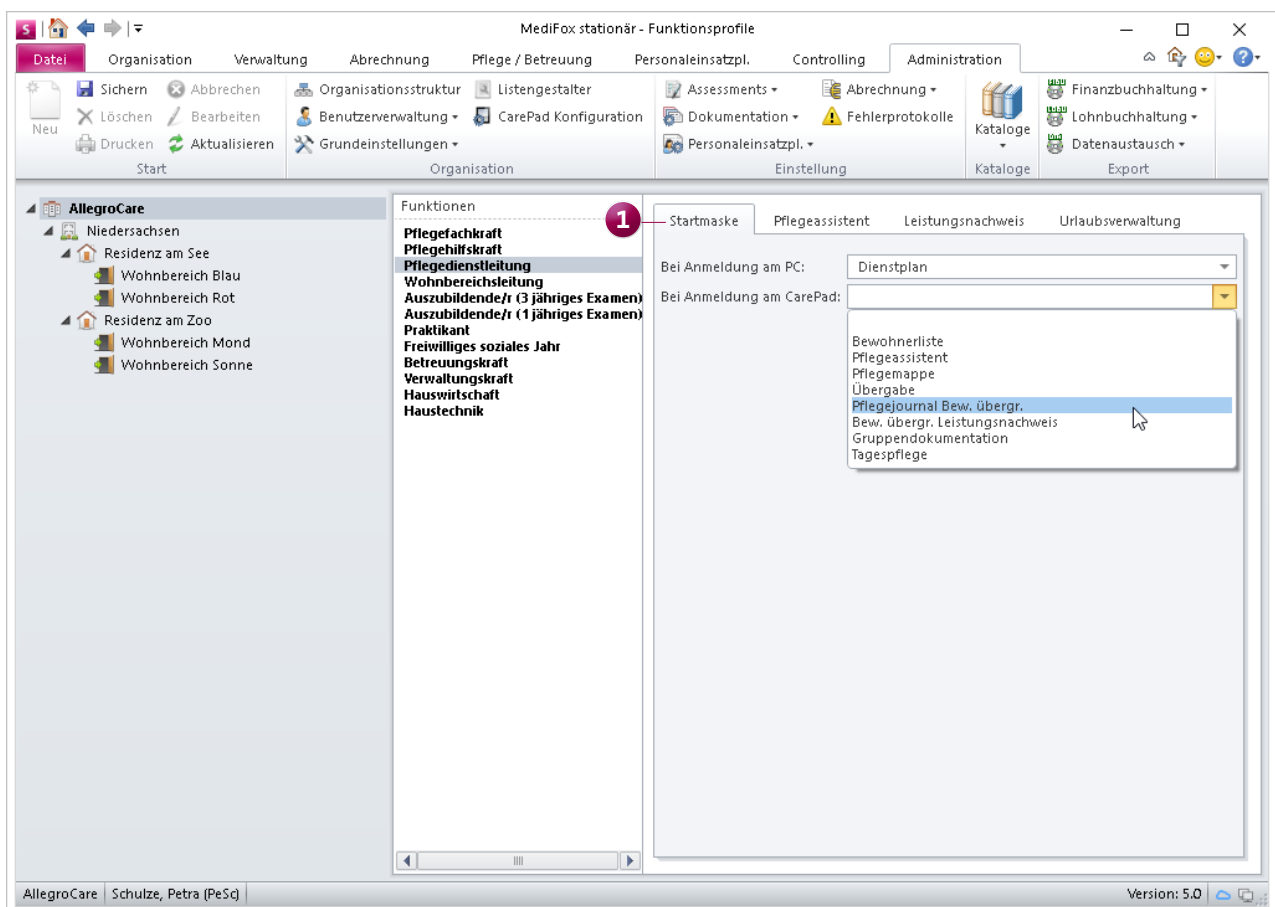 S
MediFox stationär - Funktionsprofile
Datei Organisation Verwaltung Abrechnung Pflege / Betreuung Personaleinsatzpl. Controlling Administration
Neu
Sichern Abbrechen
Löschen Bearbeiten
Drucken Aktualisieren
Start
Organisationsstruktur Listengestalter
Benutzerverwaltung CarePad Konfiguration
Grundeinstellungen
Organisation
Assessments Abrechnung
Dokumentation Fehlerprotokolle
Personaleinsatzpl.
Einstellung
Kataloge
Kataloge
Finanzbuchhaltung
Lohnbuchhaltung
Datenaustausch
Export
AllegroCare
Niedersachsen
Residenz am See
Wohnbereich Blau
Wohnbereich Rot
Residenz am Zoo
Wohnbereich Mond
Wohnbereich Sonne
Funktionen
Pflegefachkraft
Pflegehilfskraft
Pflegedienstleitung
Wohnbereichsleitung
Auszubildende/r (3 jähriges Examen)
Auszubildende/r (1 jähriges Examen)
Praktikant
Freiwilliges soziales Jahr
Betreuungskraft
Verwaltungskraft
Hauswirtschaft
Haustechnik
1
Startmaske Pflegeassistent Leistungsnachweis Urlaubsverwaltung
Bei Anmeldung am PC: Dienstplan
Bei Anmeldung am CarePad:
Bewohnerliste
Pflegeassistent
Pflegemappe
Übergabe
Pflegejournal Bew. übergr.
Bew. übergr. Leistungsnachweis
Gruppendokumentation
Tagespflege
AllegroCare Schulze, Petra (PeSc) Version: 5.0